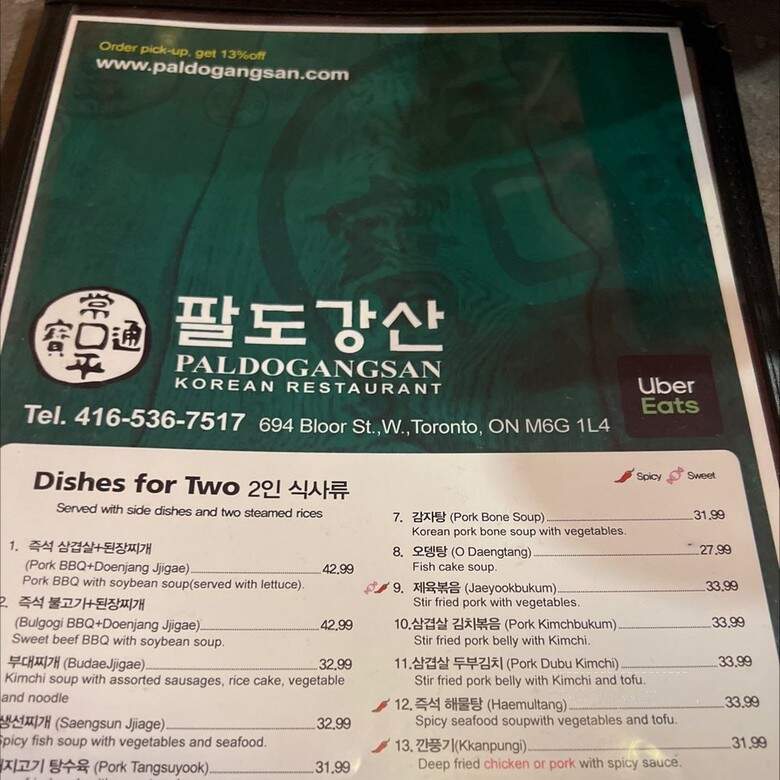 Order pick-up, get 13%off
www.paldogangsan.com
常
寶 通
平
팔도강산
PALDOGANGSAN
KOREAN RESTAURANT
Uber
Eats
Tel. 416-536-7517 694 Bloor St.,W.,Toronto, ON M6G 1L4
Dishes for Two 2인 식사류
Served with side dishes and two steamed rices
Spicy Sweet
1. 즉석 삼겹살+된장찌개
(Pork BBQ+Doenjang Jjigae) 42,99
Pork BBQ with soybean soup(served with lettuce).
2. 즉석 불고기+된장찌개
(Bulgogi BBQ+Doenjang Jjigae) 42,99
Sweet beef BBQ with soybean soup.
부대찌개 (BudaeJjigae) 32,99
Kimchi soup with assorted sausages, rice cake, vegetable
and noodle
생선찌개 (Saengsun Jjiage) 32,99
Spicy fish soup with vegetables and seafood.
탕수육 (Pork Tangsuyook) 31,99
7. 감자탕 (Pork Bone Soup) 31,99
Korean pork bone soup with vegetables.
8. 오뎅탕 (O Daengtang) 27,99
Fish cake soup.
9. 제육볶음 (Jaeyookbukum) 33,99
Stir fried pork with vegetables.
10.삼겹살 김치볶음 (Pork Kimchbukum) 33,99
Stir fried pork belly with Kimchi.
11.삼겹살 두부김치 (Pork Dubu Kimchi) 33,99
Stir fried pork belly with Kimchi and tofu.
12. 즉석 해물탕 (Haemultang) 33,99
Spicy seafood soupwith vegetables and tofu.
13. 깐풍기(Kkanpungi) 31,99
Deep fried chicken or pork with spicy sauce.